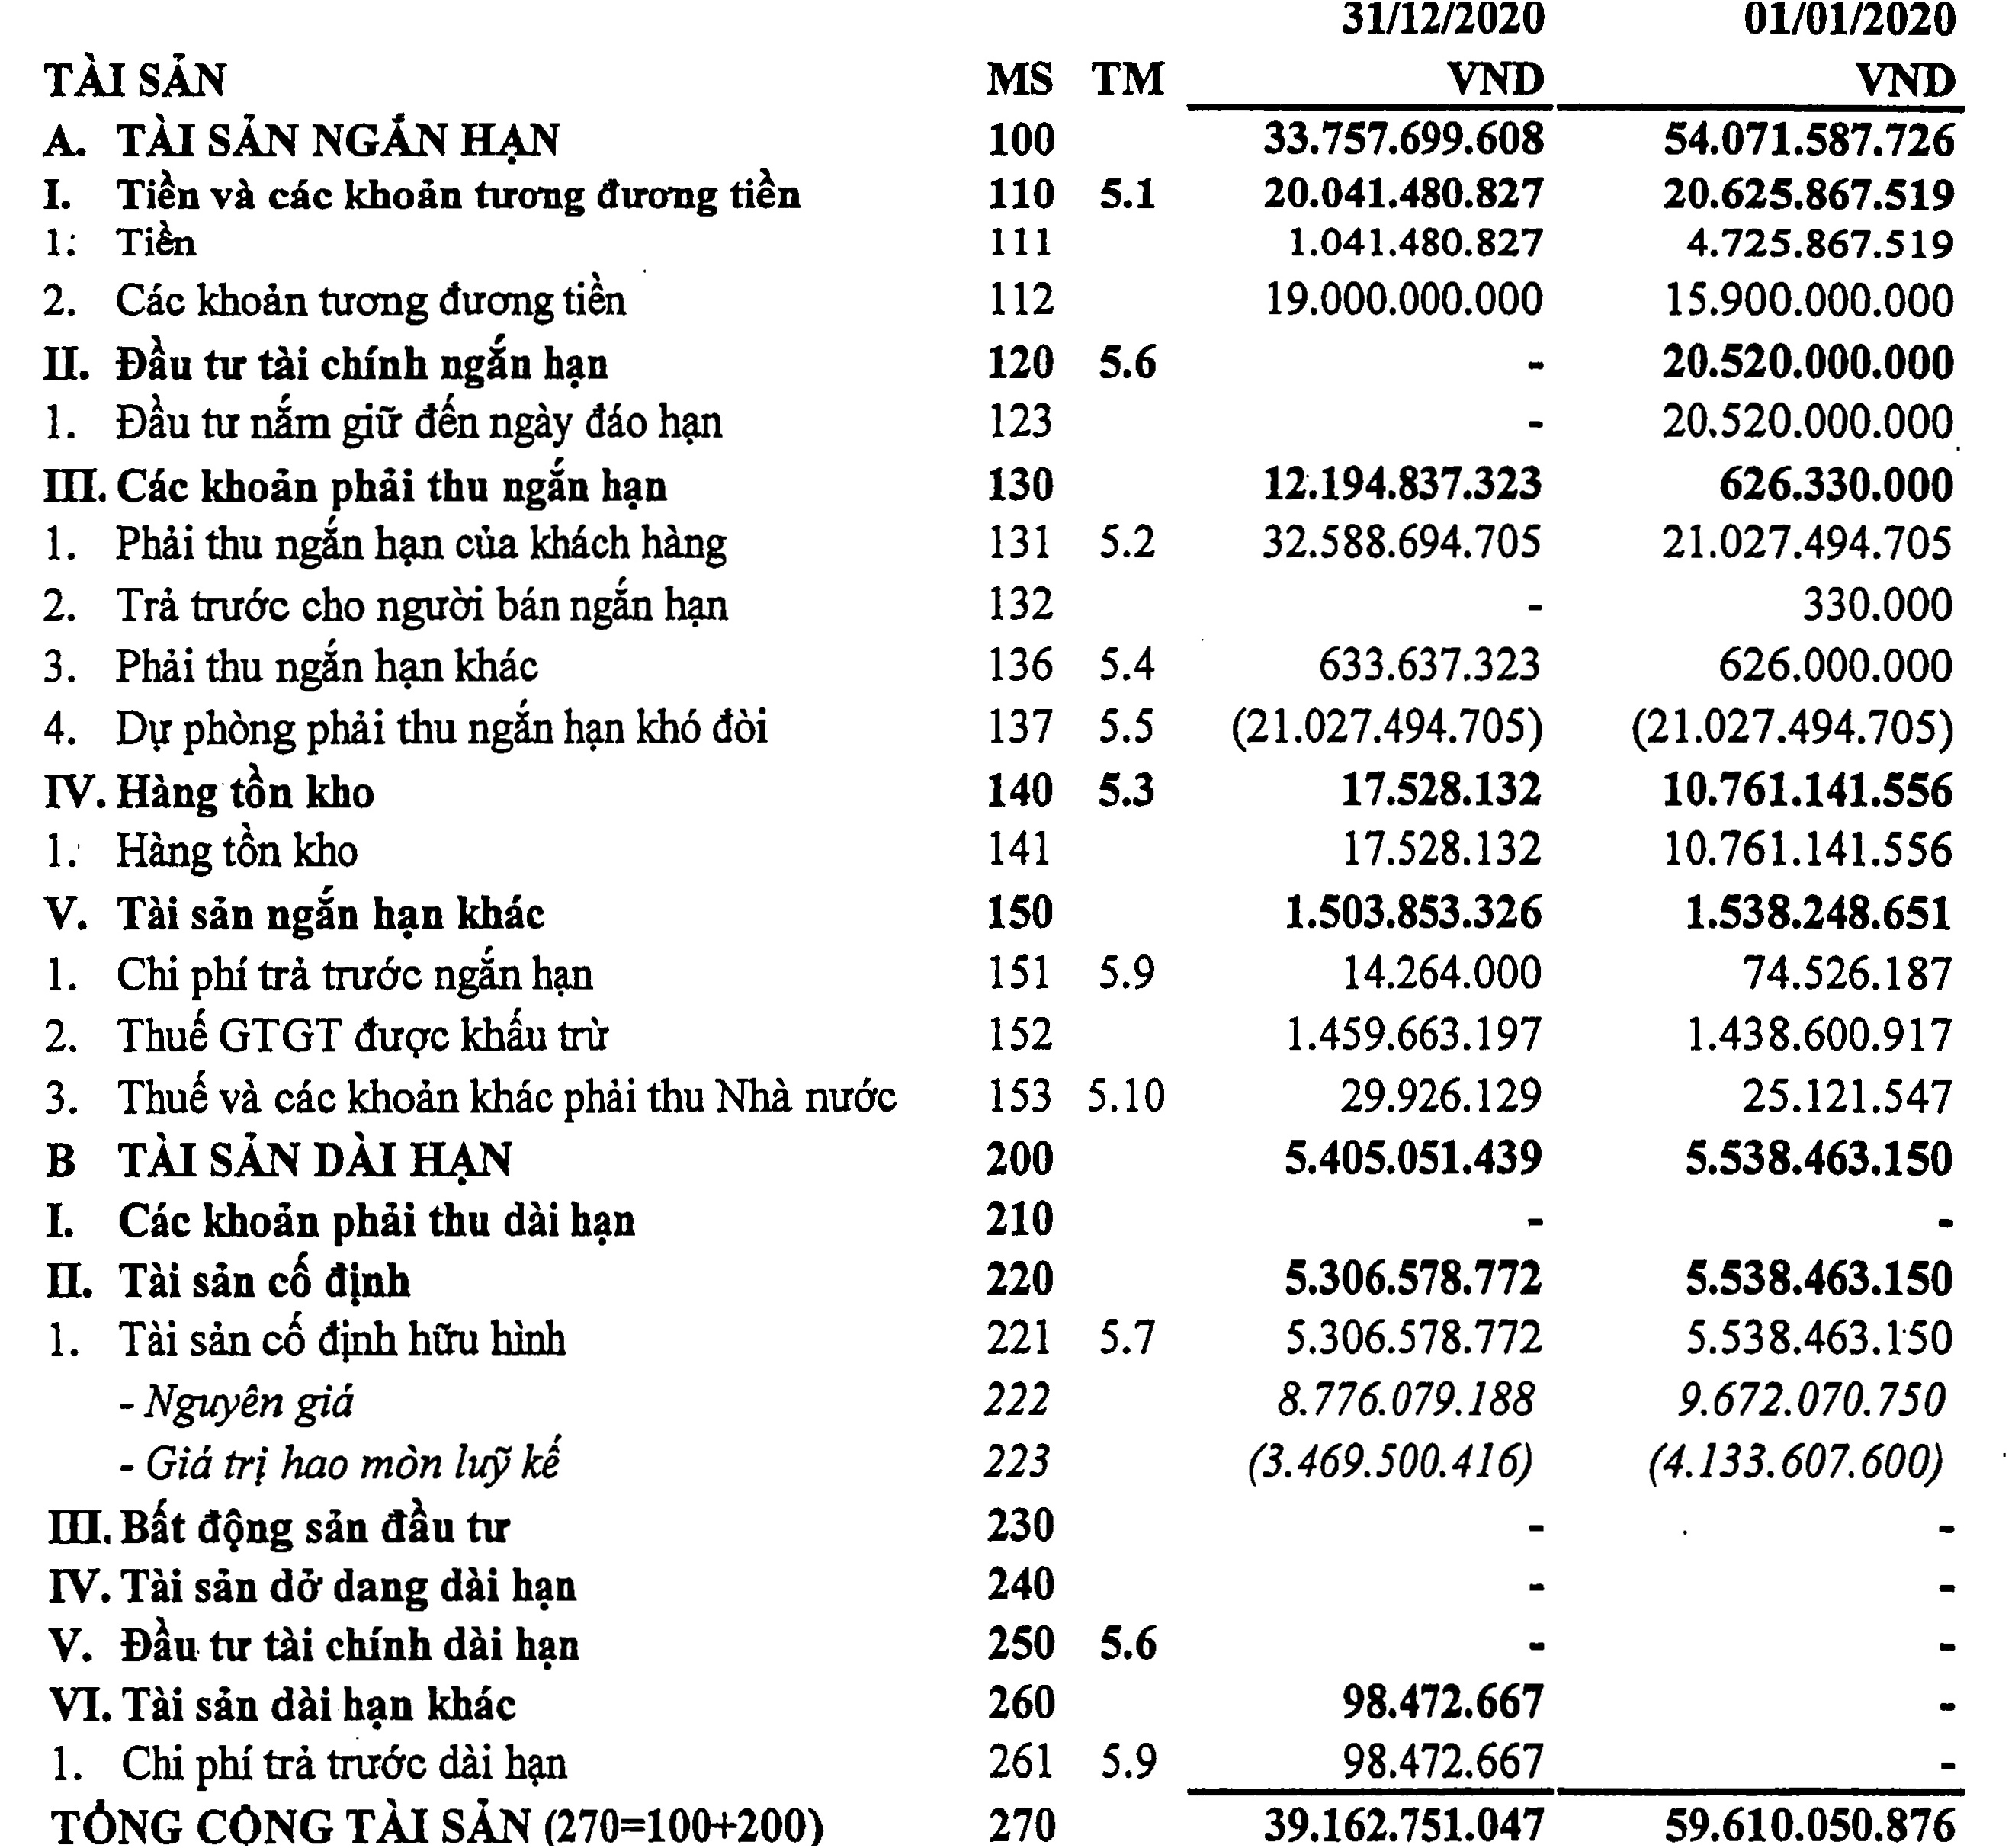 31/12/2020 01/01/2020
TÀI SẢN MS TM VND VND
A. TÀI SẢN NGẮN HẠN 100 33.757.699.608 54.071.587.726
I. Tiền và các khoản tương đương tiền 110 5.1 20.041.480.827 20.625.867.519
1. Tiền 111 1.041.480.827 4.725.867.519
2. Các khoản tương đương tiền 112 19.000.000.000 15.900.000.000
II. Đầu tư tài chính ngắn hạn 120 5.6 - 20.520.000.000
1. Đầu tư nắm giữ đến ngày đáo hạn 123 - 20.520.000.000
III. Các khoản phải thu ngắn hạn 130 12.194.837.323 626.330.000
1. Phải thu ngắn hạn của khách hàng 131 5.2 32.588.694.705 21.027.494.705
2. Trả trước cho người bán ngắn hạn 132 - 330.000
3. Phải thu ngắn hạn khác 136 5.4 633.637.323 626.000.000
4. Dự phòng phải thu ngắn hạn khó đòi 137 5.5 (21.027.494.705) (21.027.494.705)
IV. Hàng tồn kho 140 5.3 17.528.132 10.761.141.556
1. Hàng tồn kho 141 17.528.132 10.761.141.556
V. Tài sản ngắn hạn khác 150 1.503.853.326 1.538.248.651
1. Chi phí trả trước ngắn hạn 151 5.9 14.264.000 74.526.187
2. Thuế GTGT được khấu trừ 152 1.459.663.197 1.438.600.917
3. Thuế và các khoản khác phải thu Nhà nước 153 5.10 29.926.129 25.121.547
B TÀI SẢN DÀI HẠN 200 5.405.051.439 5.538.463.150
I. Các khoản phải thu dài hạn 210 - -
II. Tài sản cố định 220 5.306.578.772 5.538.463.150
1. Tài sản cố định hữu hình 221 5.7 5.306.578.772 5.538.463.150
- Nguyên giá 222 8.776.079.188 9.672.070.750
- Giá trị hao mòn luỹ kế 223 (3.469.500.416) (4.133.607.600)
III. Bất động sản đầu tư 230 - -
IV. Tài sản dở dang dài hạn 240 - -
V. Đầu tư tài chính dài hạn 250 5.6 - -
VI. Tài sản dài hạn khác 260 98.472.667 -
1. Chi phí trả trước dài hạn 261 5.9 98.472.667 -
TỔNG CỘNG TÀI SẢN (270=100+200) 270 39.162.751.047 59.610.050.876